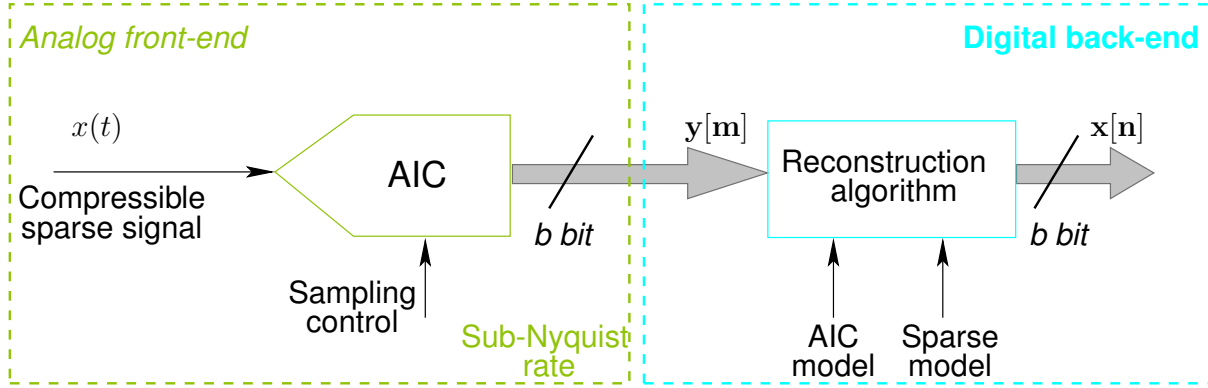 Analog front-end
Digital back-end
x(t)
Compressible
sparse signal
AIC
b bit
Sampling
control
Sub-Nyquist
rate
y[m]
Reconstruction
algorithm
x[n]
b bit
AIC
model
Sparse
model